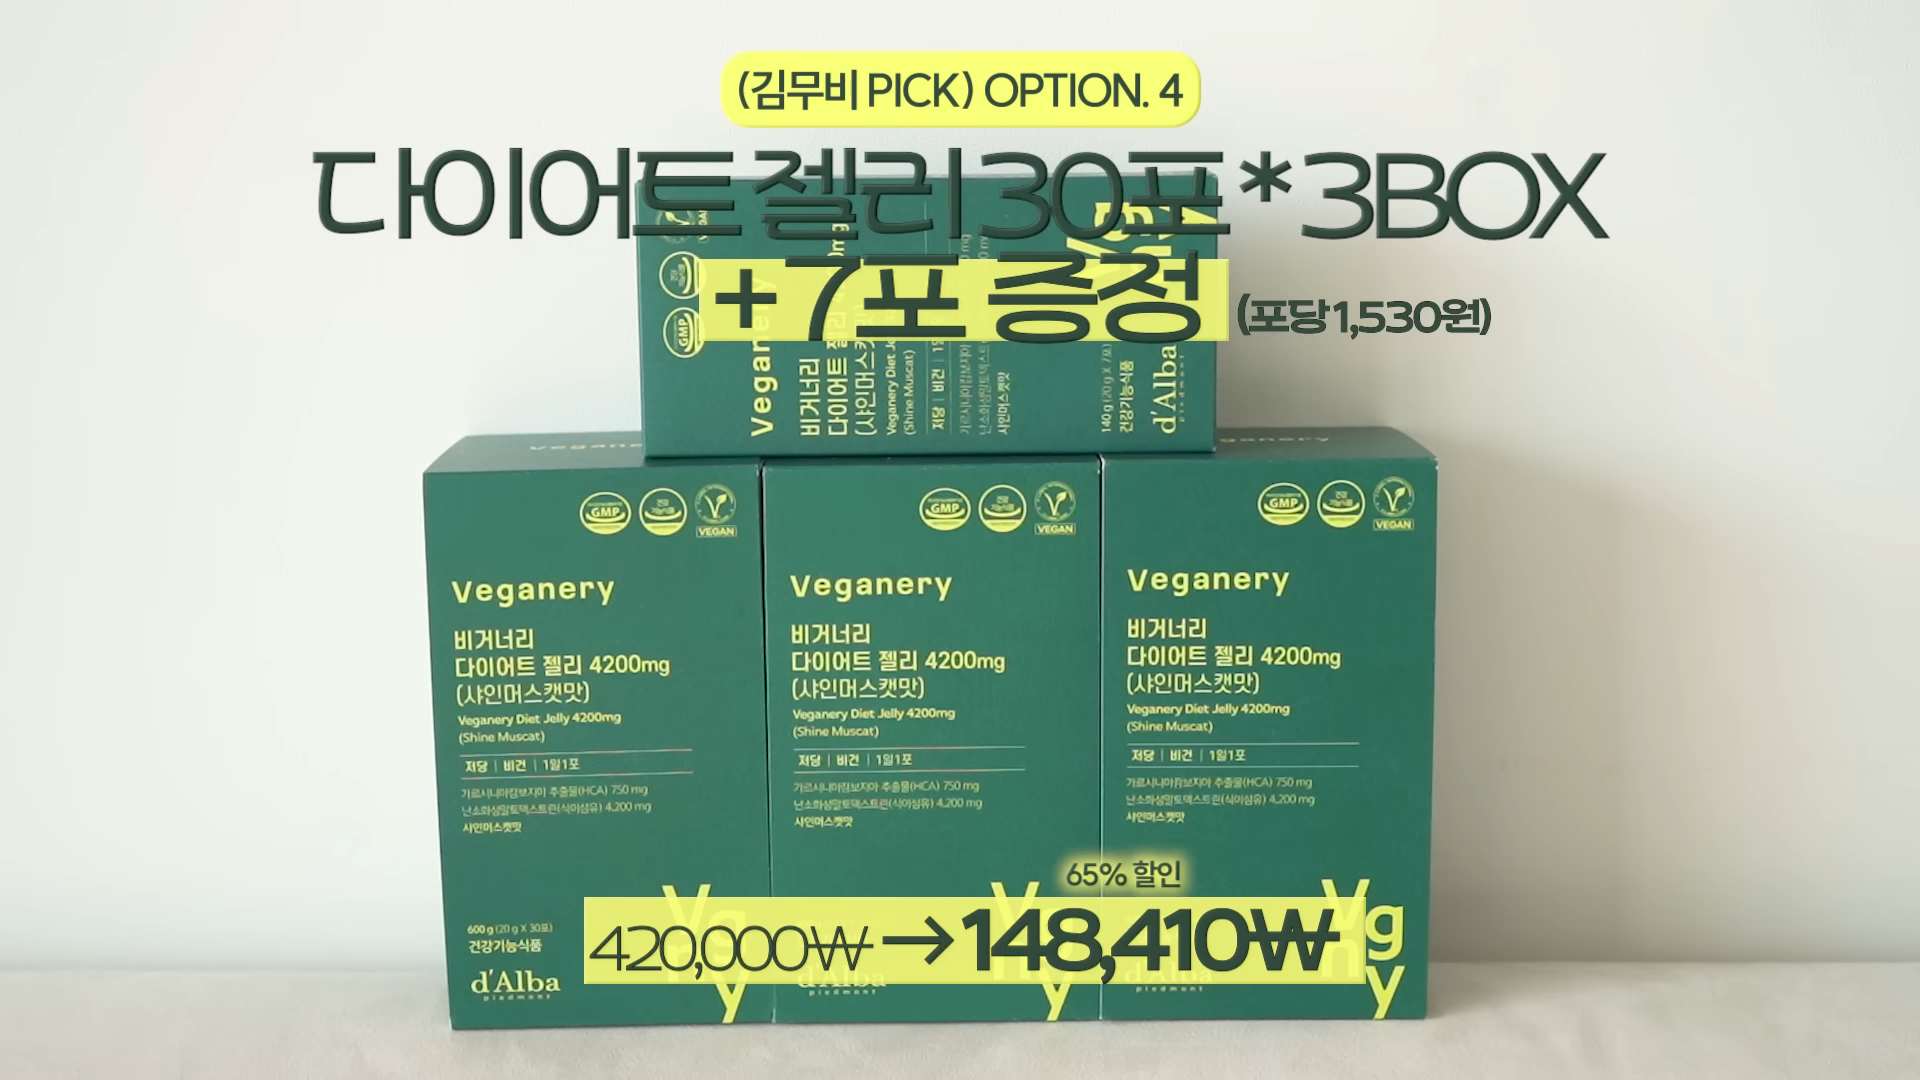 (김무비 PICK) OPTION. 4
다이어트 젤리 30포 * 3BOX
+ 7포 증정 (포당 1,530원)
Veganery
비거너리
다이어트 젤리
(샤인머스캣맛)
(Shine Muscat)
저당 | 비건
샤인머스캣맛
140 g (20 g X 7포)
건강기능식품
d'Alba
piedmont
GMP
VEGAN
Veganery
비거너리
다이어트 젤리 4200mg
(샤인머스캣맛)
Veganery Diet Jelly 4200mg
(Shine Muscat)
저당 | 비건 | 1일1포
가르시니아캄보지아 추출물(HCA) 750 mg
난소화성말토덱스트린(식이섬유) 4,200 mg
샤인머스캣맛
600 g (20 g X 30포)
건강기능식품
d'Alba
piedmont
GMP
VEGAN
Veganery
비거너리
다이어트 젤리 4200mg
(샤인머스캣맛)
Veganery Diet Jelly 4200mg
(Shine Muscat)
저당 | 비건 | 1일1포
가르시니아캄보지아 추출물(HCA) 750 mg
난소화성말토덱스트린(식이섬유) 4,200 mg
샤인머스캣맛
GMP
VEGAN
Veganery
비거너리
다이어트 젤리 4200mg
(샤인머스캣맛)
Veganery Diet Jelly 4200mg
(Shine Muscat)
저당 | 비건 | 1일1포
가르시니아캄보지아 추출물(HCA) 750 mg
난소화성말토덱스트린(식이섬유) 4,200 mg
샤인머스캣맛
65% 할인
420,000₩ → 148,410₩